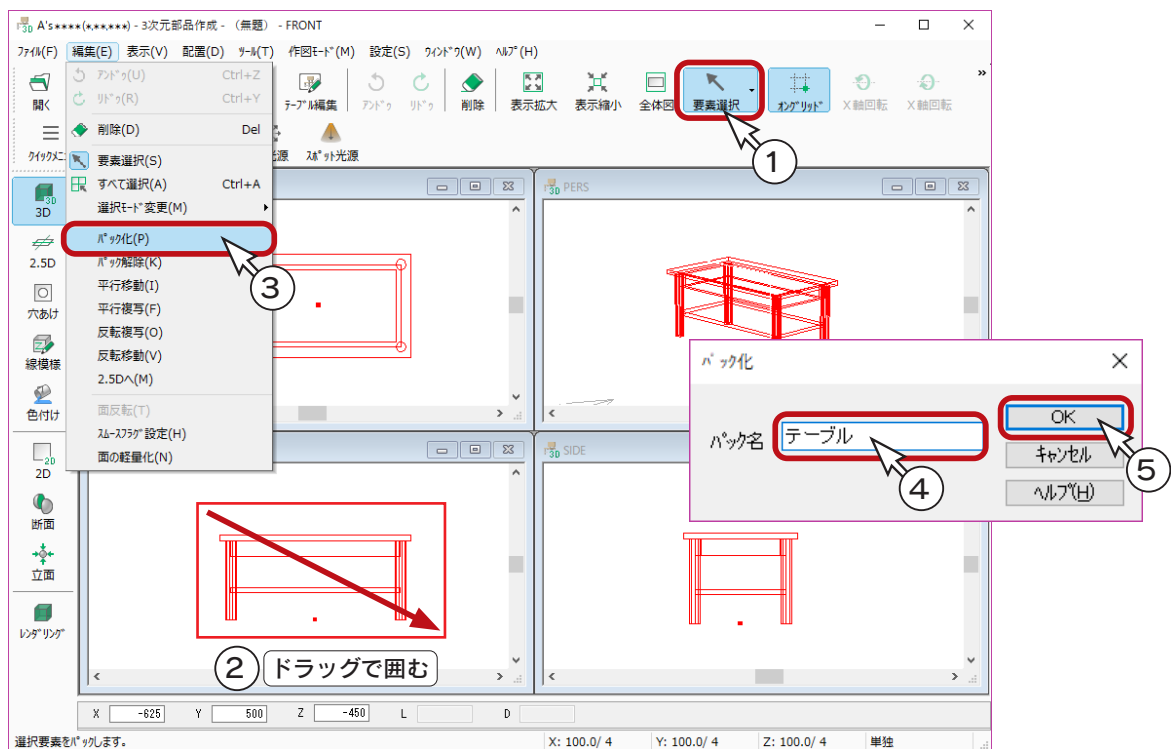 A's****(*.**.***) - 3次元部品作成 - （無題） - FRONT
ﾌｧｲﾙ(F) 編集(E) 表示(V) 配置(D) ﾂｰﾙ(T) 作図ﾓｰﾄﾞ(M) 設定(S) ｳｨﾝﾄﾞｳ(W) ﾍﾙﾌﾟ(H)
開く ﾃｰﾌﾞﾙ編集 ｱﾝﾄﾞｩ ﾘﾄﾞｩ 削除 表示拡大 表示縮小 全体図 要素選択 ｵﾝｸﾞﾘｯﾄﾞ X軸回転 X軸回転 »
ｽﾎﾟｯﾄ光源
①
ｱﾝﾄﾞｩ(U) Ctrl+Z
ﾘﾄﾞｩ(R) Ctrl+Y
削除(D) Del
要素選択(S)
すべて選択(A) Ctrl+A
選択ﾓｰﾄﾞ変更(M)
ﾊﾟｯｸ化(P)
ﾊﾟｯｸ解除(K)
平行移動(I)
平行複写(F)
反転複写(O)
反転移動(V)
2.5Dへ(M)
面反転(T)
ｽﾑｰｽﾌﾗｸﾞ設定(H)
面の軽量化(N)
③
3D
2.5D
穴あけ
線模様
色付け
2D
断面
立面
ﾚﾝﾀﾞﾘﾝｸﾞ
3D PERS
3D SIDE
ﾊﾟｯｸ化
パック名 テーブル
OK
ｷｬﾝｾﾙ
ﾍﾙﾌﾟ(H)
④
⑤
② ドラッグで囲む
X -625 Y 500 Z -450 L D
選択要素をﾊﾟｯｸします。 X: 100.0/ 4 Y: 100.0/ 4 Z: 100.0/ 4 単独